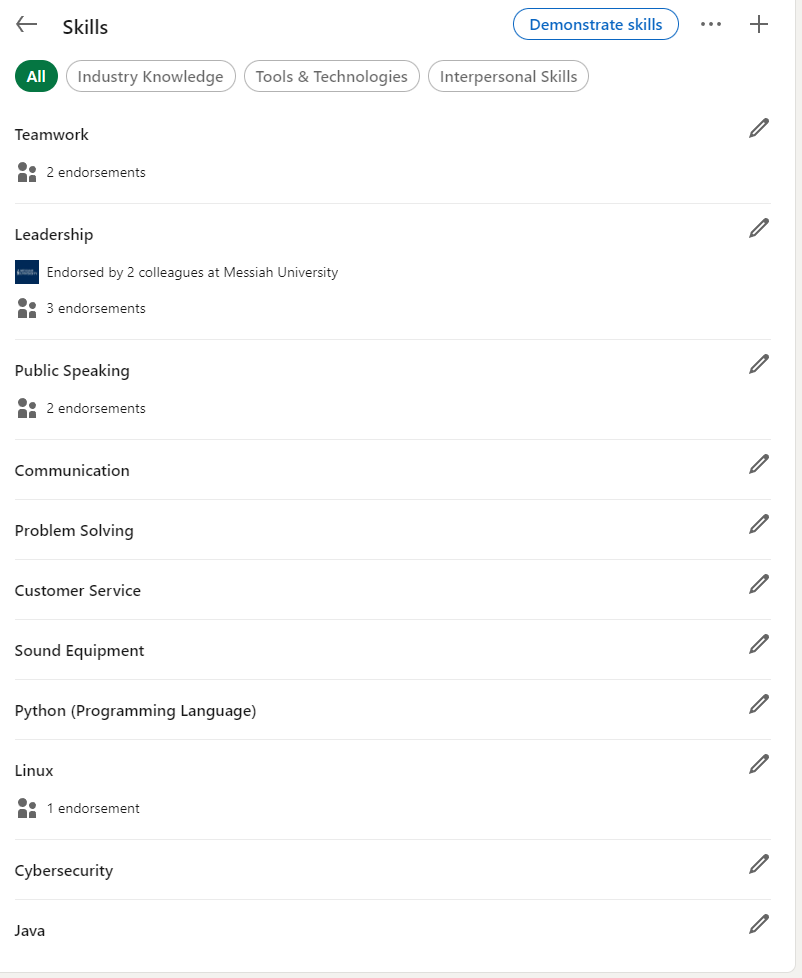 Skills
Demonstrate skills
All
Industry Knowledge
Tools & Technologies
Interpersonal Skills
Teamwork
2 endorsements
Leadership
Endorsed by 2 colleagues at Messiah University
3 endorsements
Public Speaking
2 endorsements
Communication
Problem Solving
Customer Service
Sound Equipment
Python (Programming Language)
Linux
1 endorsement
Cybersecurity
Java